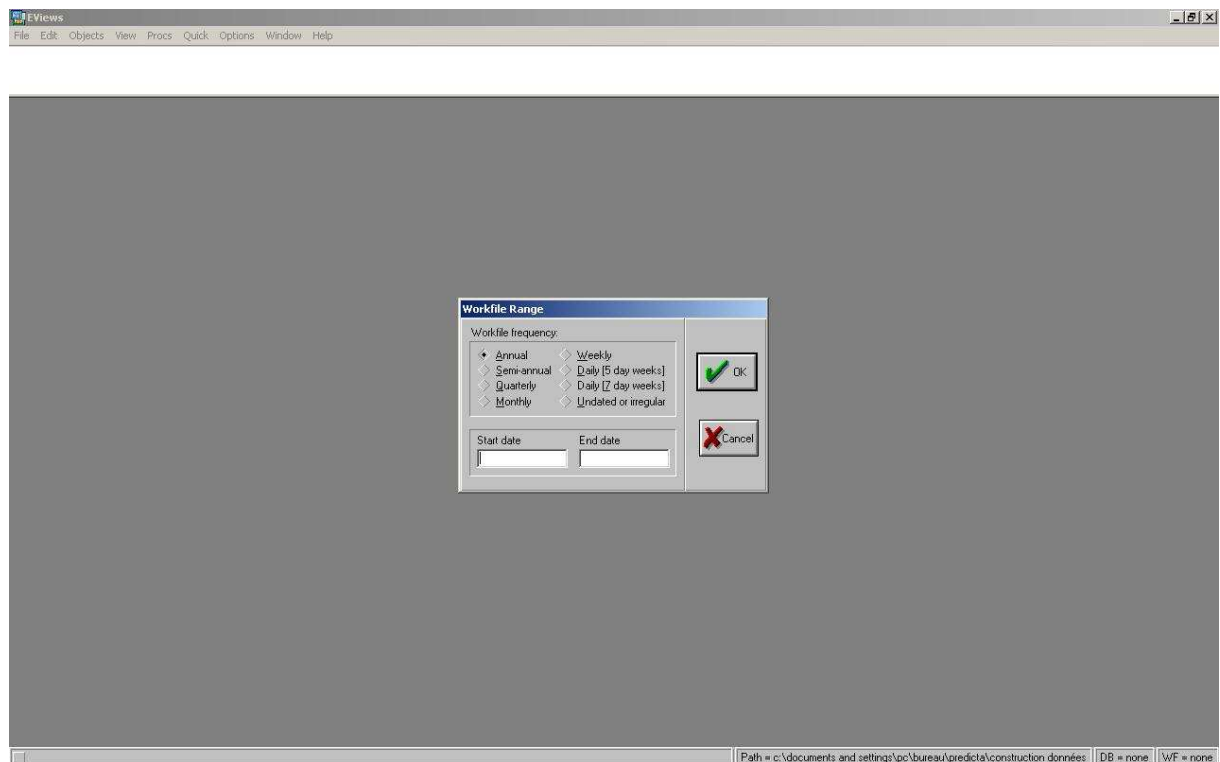 EViews
File Edit Objects View Procs Quick Options Window Help
Workfile Range
Workfile frequency:
Annual Weekly
Semi-annual Daily [5 day weeks]
Quarterly Daily [7 day weeks]
Monthly Undated or irregular
OK
Start date End date
Cancel
Path = c:\documents and settings\pc\bureau\predicta\construction données DB = none WF = none